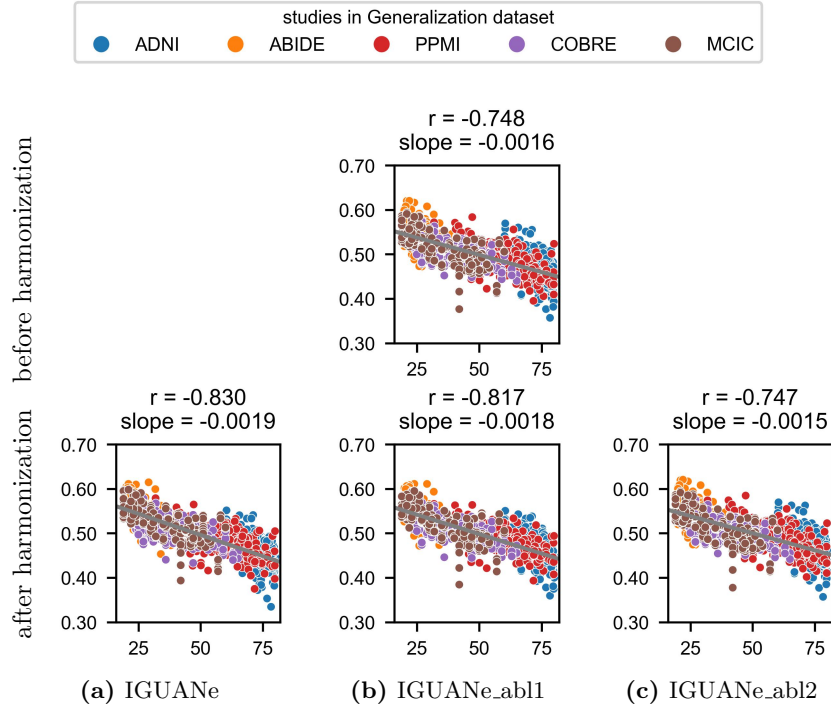 studies in Generalization dataset
ADNI ABIDE PPMI COBRE MCIC
before harmonization
r = -0.748
slope = -0.0016
0.70
0.60
0.50
0.40
0.30
25 50 75
after harmonization
r = -0.830
slope = -0.0019
0.70
0.60
0.50
0.40
0.30
25 50 75
r = -0.817
slope = -0.0018
0.70
0.60
0.50
0.40
0.30
25 50 75
r = -0.747
slope = -0.0015
0.70
0.60
0.50
0.40
0.30
25 50 75
(a) IGUANe
(b) IGUANe_abl1
(c) IGUANe_abl2